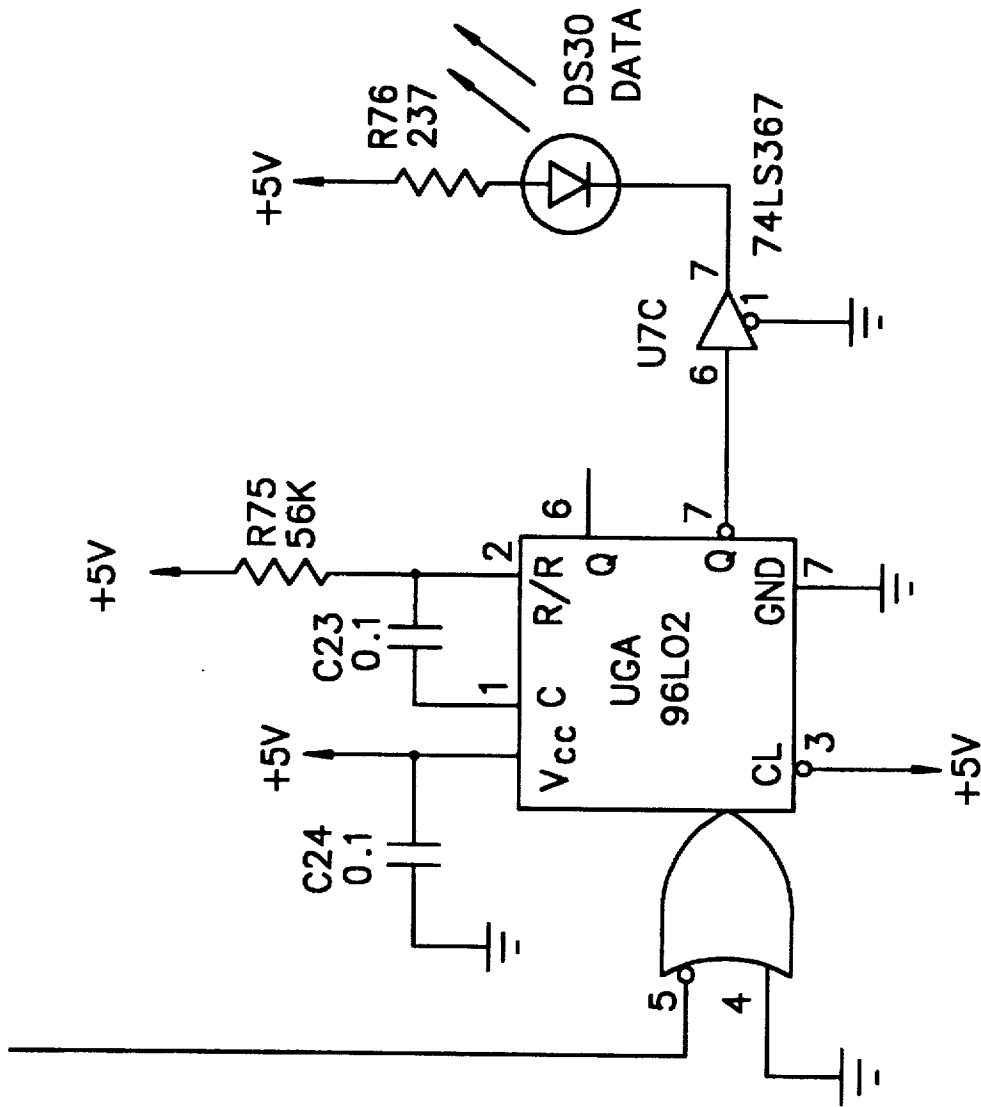 +5V
R76
237
DS30
DATA
+5V
R75
56K
+5V
C23
0.1
C24
0.1
U7C
6
7
1
74LS367
1
2
6
7
Vcc
C
R/R
Q
Q
UGA
96L02
CL
GND
3
7
5
4
+5V